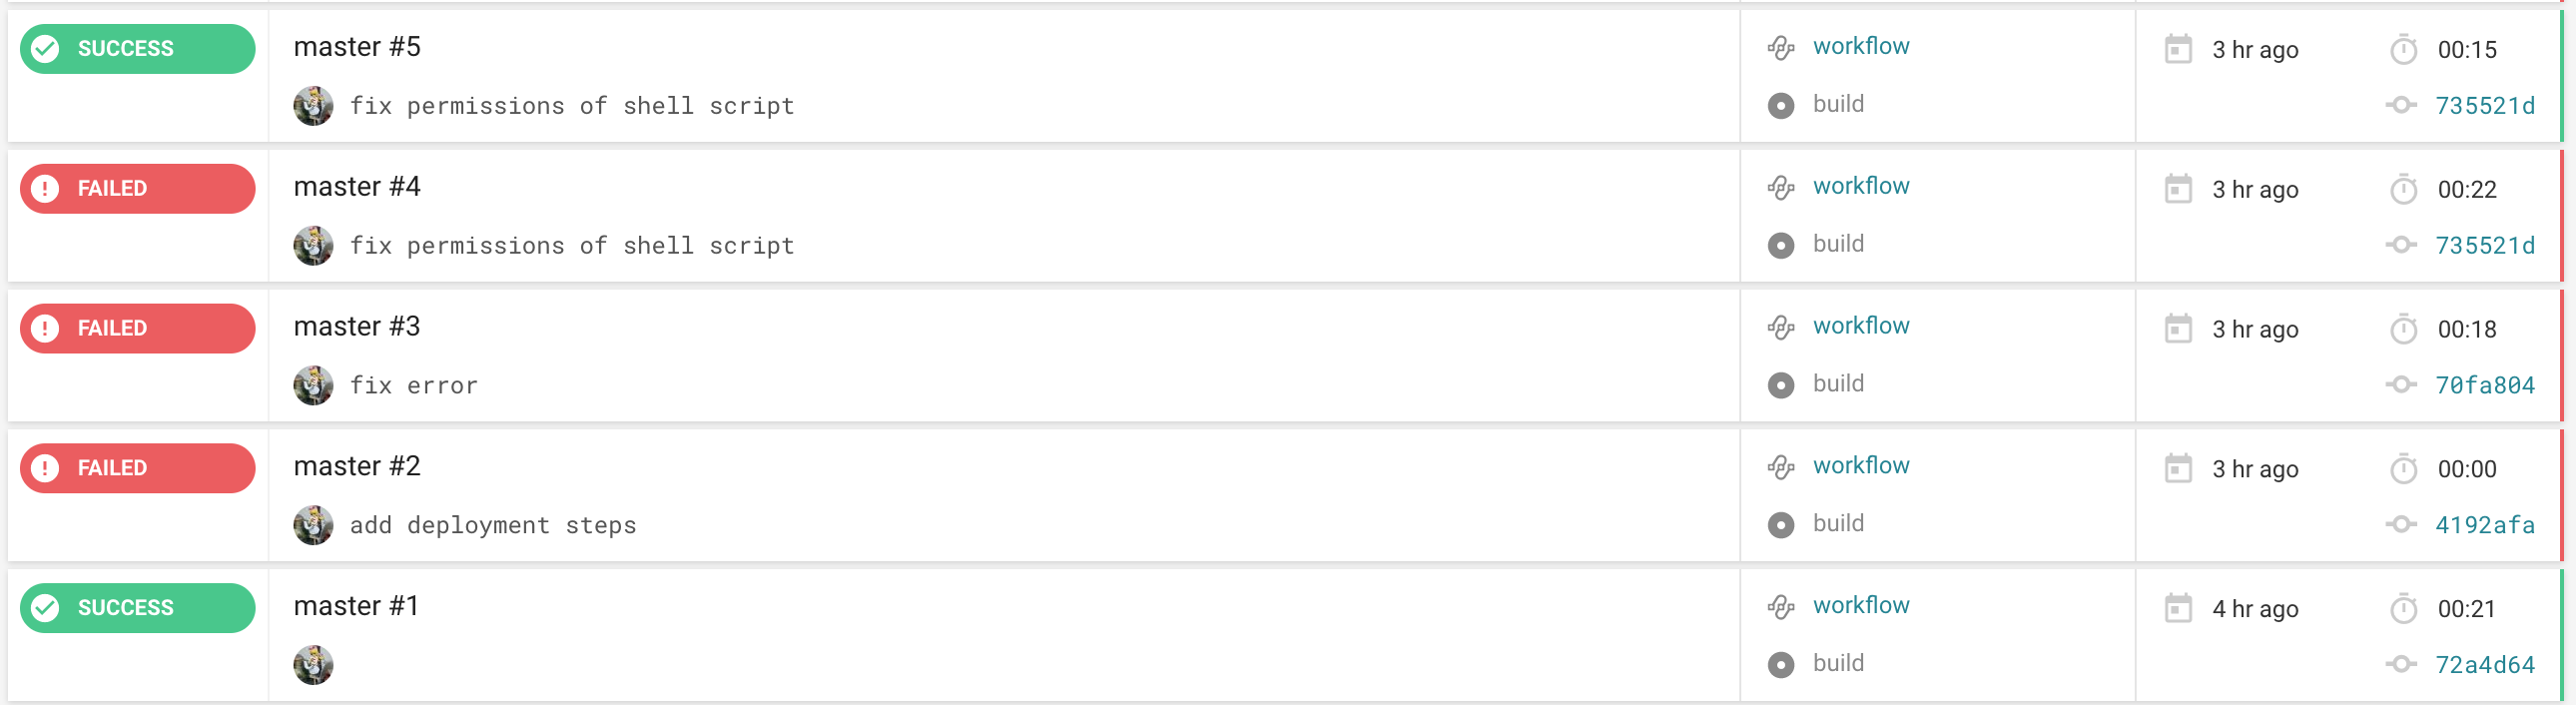 SUCCESS master #5 workflow 3 hr ago 00:15
fix permissions of shell script build 735521d
FAILED master #4 workflow 3 hr ago 00:22
fix permissions of shell script build 735521d
FAILED master #3 workflow 3 hr ago 00:18
fix error build 70fa804
FAILED master #2 workflow 3 hr ago 00:00
add deployment steps build 4192afa
SUCCESS master #1 workflow 4 hr ago 00:21
build 72a4d64